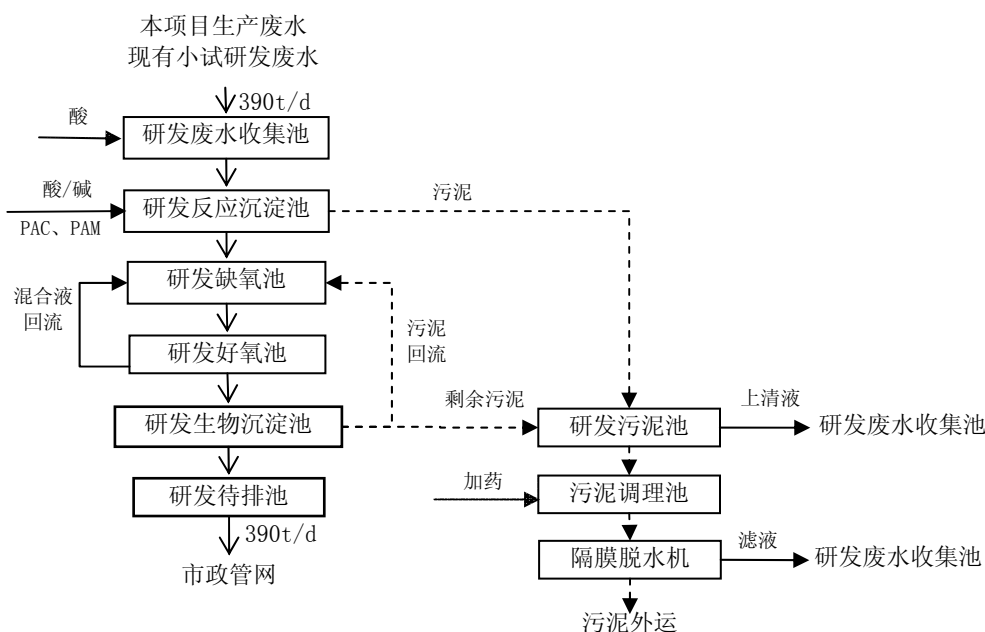 本项目生产废水
现有小试研发废水
390t/d
酸
研发废水收集池
酸/碱
PAC、PAM
研发反应沉淀池
污泥
研发缺氧池
混合液
回流
污泥
回流
研发好氧池
剩余污泥
研发生物沉淀池
研发污泥池
上清液
研发废水收集池
加药
污泥调理池
研发待排池
390t/d
市政管网
隔膜脱水机
滤液
研发废水收集池
污泥外运